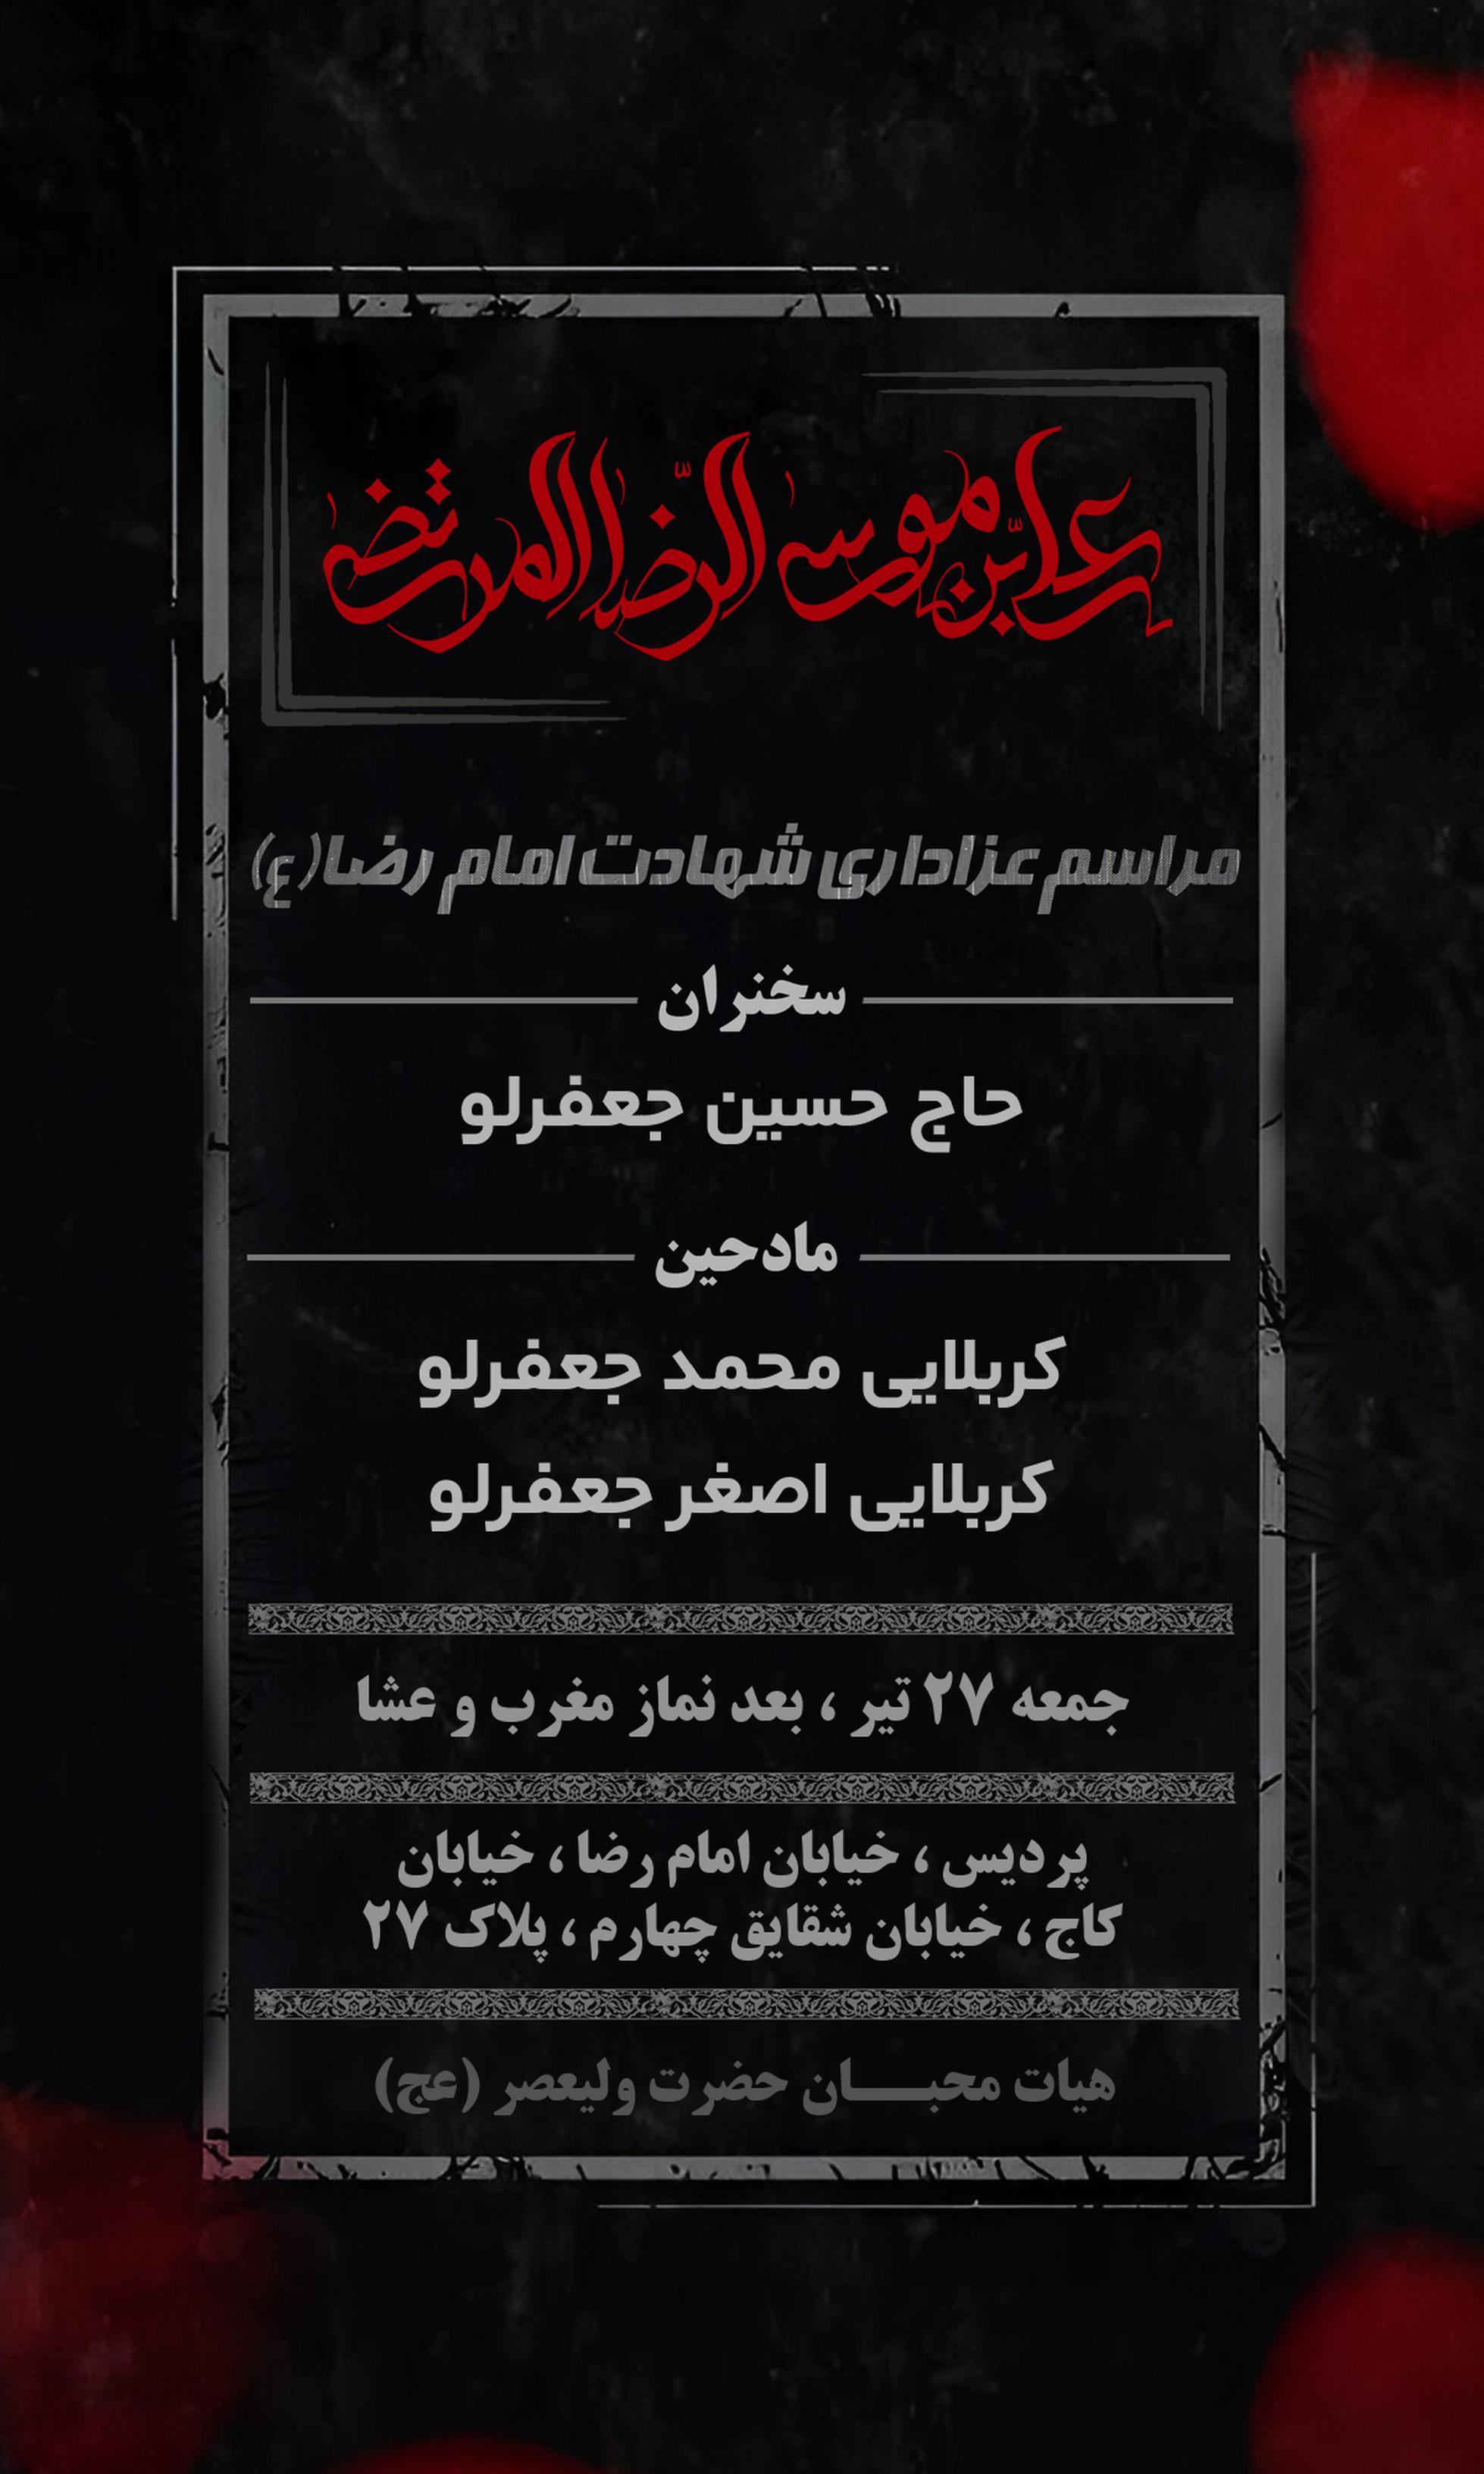 علی بن موسی الرضا المرتضی
مراسم عزاداری شهادت امام رضا (ع)
سخنران
حاج حسین جعفرلو
مادحین
کربلایی محمد جعفرلو
کربلایی اصغر جعفرلو
جمعه ۲۷ تیر ، بعد نماز مغرب و عشا
پردیس ، خیابان امام رضا ، خیابان
کاج ، خیابان شقایق چهارم ، پلاک ۲۷
هیات محبـــان حضرت ولیعصر (عج)